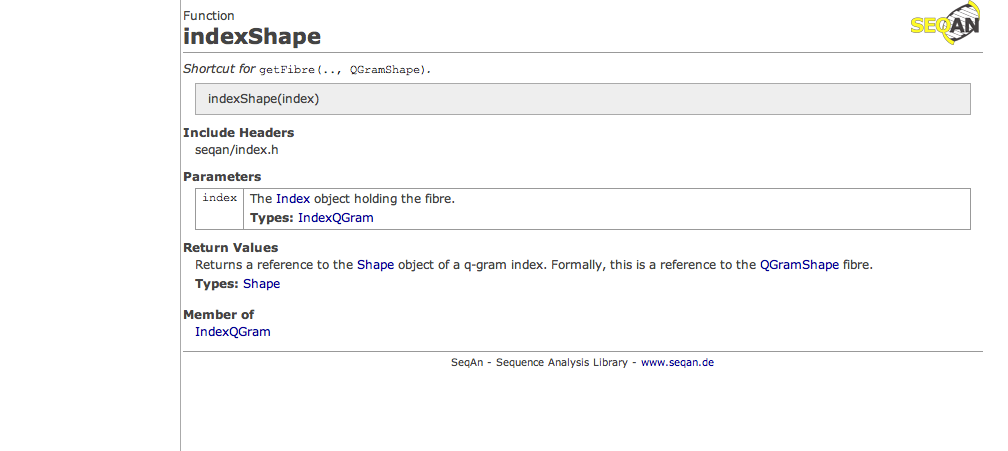 Function
SEQAN
indexShape
Shortcut for getFibre(.., QGramShape).
indexShape(index)
Include Headers
seqan/index.h
Parameters
index The Index object holding the fibre.
Types: IndexQGram
Return Values
Returns a reference to the Shape object of a q-gram index. Formally, this is a reference to the QGramShape fibre.
Types: Shape
Member of
IndexQGram
SeqAn - Sequence Analysis Library - www.seqan.de